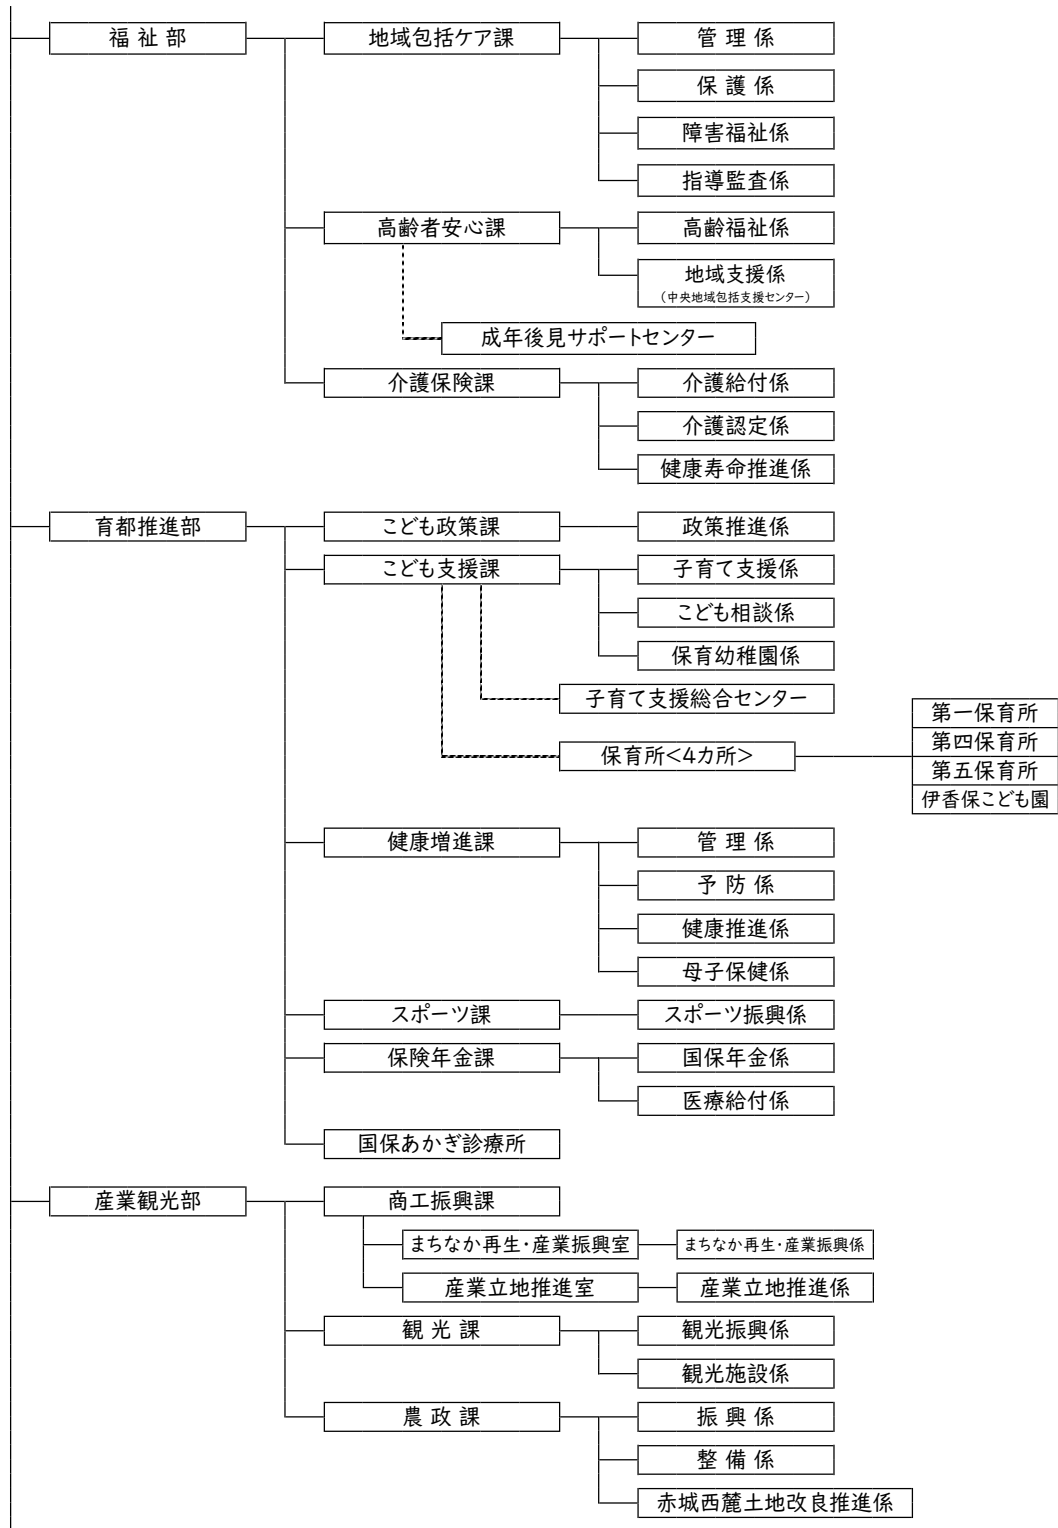 福祉部
地域包括ケア課
管理係
保護係
障害福祉係
指導監査係
高齢者安心課
高齢福祉係
地域支援係
（中央地域包括支援センター）
成年後見サポートセンター
介護保険課
介護給付係
介護認定係
健康寿命推進係
育都推進部
こども政策課
政策推進係
こども支援課
子育て支援係
こども相談係
保育幼稚園係
子育て支援総合センター
保育所<4カ所>
第一保育所
第四保育所
第五保育所
伊香保こども園
健康増進課
管理係
予防係
健康推進係
母子保健係
スポーツ課
スポーツ振興係
保険年金課
国保年金係
医療給付係
国保あかぎ診療所
産業観光部
商工振興課
まちなか再生・産業振興室
まちなか再生・産業振興係
産業立地推進室
産業立地推進係
観光課
観光振興係
観光施設係
農政課
振興係
整備係
赤城西麓土地改良推進係